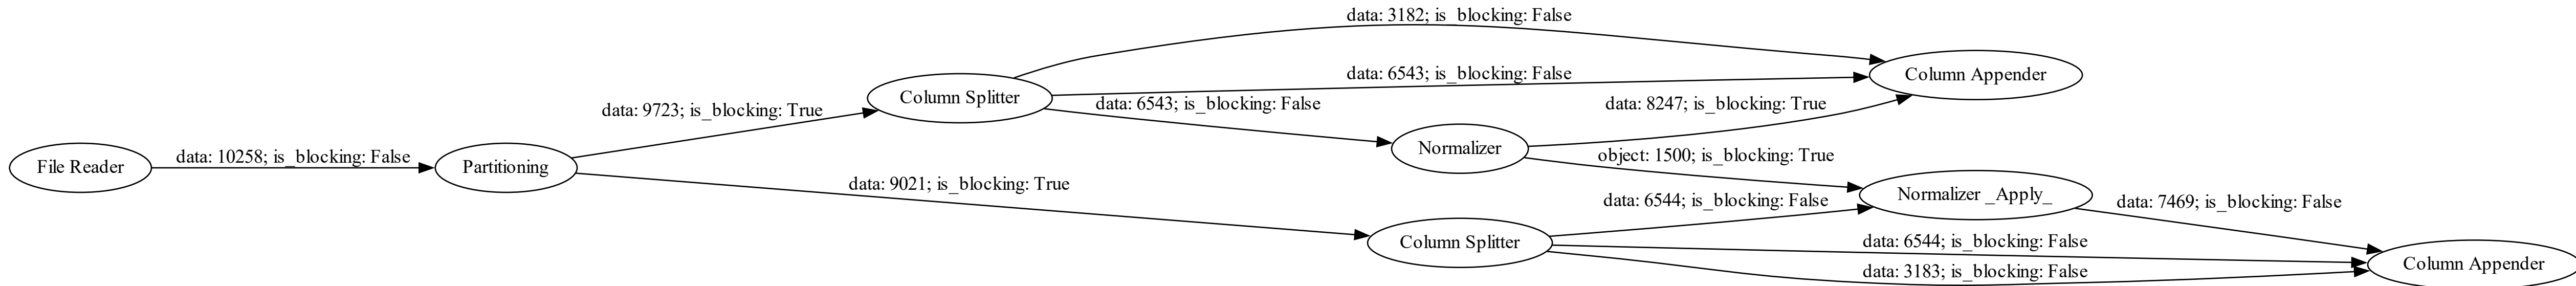 data: 3182; is_blocking: False
data: 6543; is_blocking: False
Column Appender
Column Splitter
data: 6543; is_blocking: False
data: 8247; is_blocking: True
data: 9723; is_blocking: True
Normalizer
object: 1500; is_blocking: True
File Reader
data: 10258; is_blocking: False
Partitioning
data: 9021; is_blocking: True
data: 6544; is_blocking: False
Normalizer _Apply_
data: 7469; is_blocking: False
Column Splitter
data: 6544; is_blocking: False
data: 3183; is_blocking: False
Column Appender